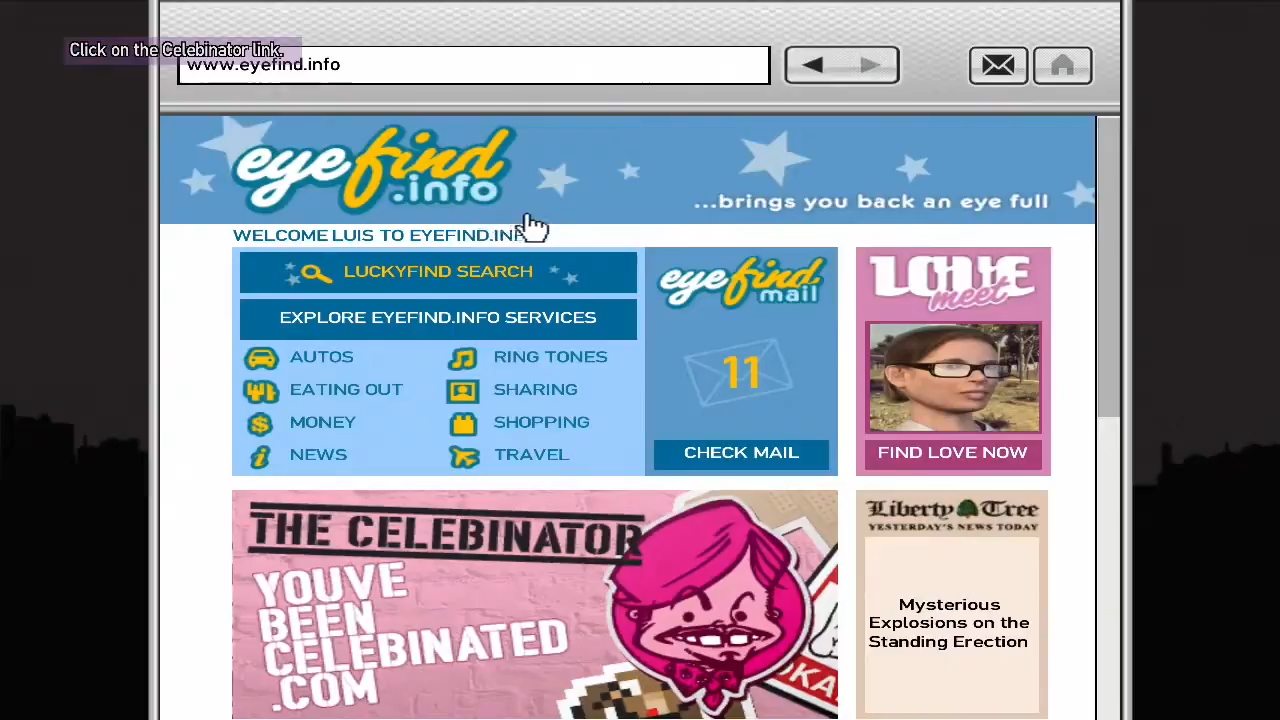 Click on the Celebinator link.
www.eyefind.info
eyefind
.info
...brings you back an eye full
WELCOME LUIS TO EYEFIND.INF
LUCKYFIND SEARCH
EXPLORE EYEFIND.INFO SERVICES
AUTOS
RING TONES
EATING OUT
SHARING
MONEY
SHOPPING
NEWS
TRAVEL
eyefind
mail
11
CHECK MAIL
LOVE
meet
FIND LOVE NOW
THE CELEBINATOR
YOUVE
BEEN
CELEBINATED
.COM
Liberty Tree
YESTERDAY'S NEWS TODAY
Mysterious
Explosions on the
Standing Erection